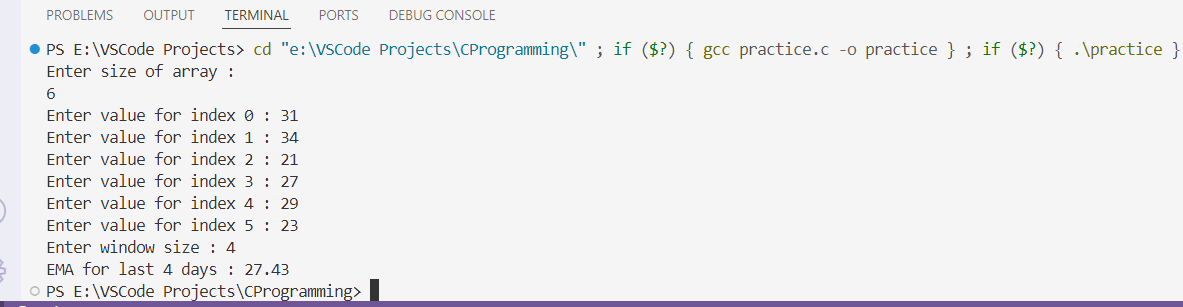 PROBLEMS OUTPUT TERMINAL PORTS DEBUG CONSOLE
PS E:\VSCode Projects> cd "e:\VSCode Projects\CProgramming\" ; if ($?) { gcc practice.c -o practice } ; if ($?) { .\practice }
Enter size of array :
6
Enter value for index 0 : 31
Enter value for index 1 : 34
Enter value for index 2 : 21
Enter value for index 3 : 27
Enter value for index 4 : 29
Enter value for index 5 : 23
Enter window size : 4
EMA for last 4 days : 27.43
PS E:\VSCode Projects\CProgramming>